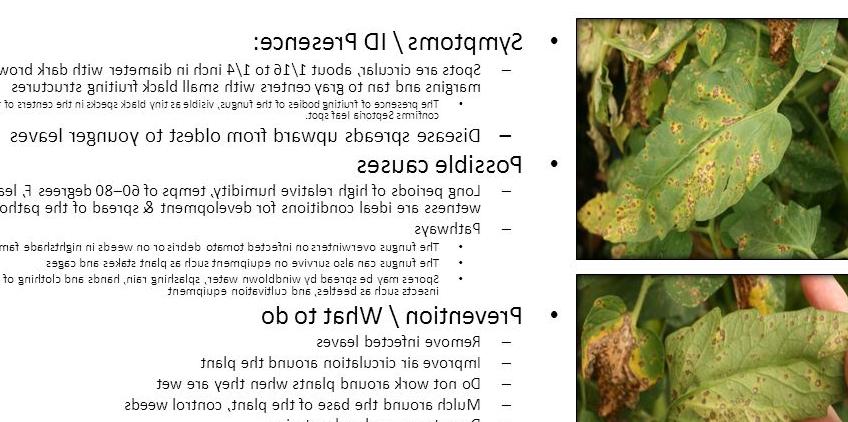 • Symptoms / ID Presence:
– Spots are circular, about 1/16 to 1/4 inch in diameter with dark brow
margins and tan to gray centers with small black fruiting structures
• The presence of fruiting bodies of the fungus, visible as tiny black specks in the centers of
confirms Septoria leaf spot.
– Disease spreads upward from oldest to younger leaves
• Possible causes
– Long periods of high relative humidity, temps of 60–80 degrees F, lea
wetness are ideal conditions for development & spread of the patho
– Pathways
• The fungus overwinters on infected tomato debris or on weeds in nightshade fam
• The fungus can also survive on equipment such as plant stakes and cages
• Spores may be spread by windblown water, splashing rain, hands and clothing of
insects such as beetles, and cultivation equipment
• Prevention / What to do
– Remove infected leaves
– Improve air circulation around the plant
– Do not work around plants when they are wet
– Mulch around the base of the plant, control weeds